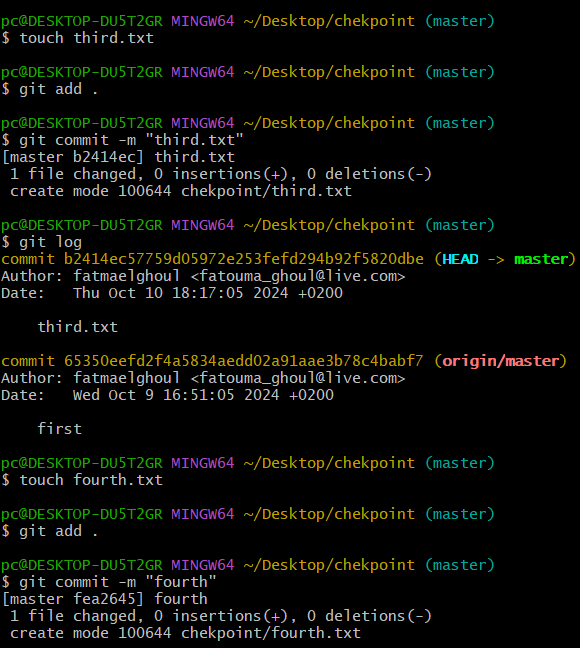 pc@DESKTOP-DU5T2GR MINGW64 ~/Desktop/chekpoint (master)
$ touch third.txt
pc@DESKTOP-DU5T2GR MINGW64 ~/Desktop/chekpoint (master)
$ git add .
pc@DESKTOP-DU5T2GR MINGW64 ~/Desktop/chekpoint (master)
$ git commit -m "third.txt"
[master b2414ec] third.txt
 1 file changed, 0 insertions(+), 0 deletions(-)
 create mode 100644 chekpoint/third.txt
pc@DESKTOP-DU5T2GR MINGW64 ~/Desktop/chekpoint (master)
$ git log
commit b2414ec57759d05972e253fefd294b92f5820dbe (HEAD -> master)
Author: fatmaelghoul <fatouma_ghoul@live.com>
Date:   Thu Oct 10 18:17:05 2024 +0200
    third.txt
commit 65350eefd2f4a5834aedd02a91aae3b78c4babf7 (origin/master)
Author: fatmaelghoul <fatouma_ghoul@live.com>
Date:   Wed Oct 9 16:51:05 2024 +0200
    first
pc@DESKTOP-DU5T2GR MINGW64 ~/Desktop/chekpoint (master)
$ touch fourth.txt
pc@DESKTOP-DU5T2GR MINGW64 ~/Desktop/chekpoint (master)
$ git add .
pc@DESKTOP-DU5T2GR MINGW64 ~/Desktop/chekpoint (master)
$ git commit -m "fourth"
[master fea2645] fourth
 1 file changed, 0 insertions(+), 0 deletions(-)
 create mode 100644 chekpoint/fourth.txt